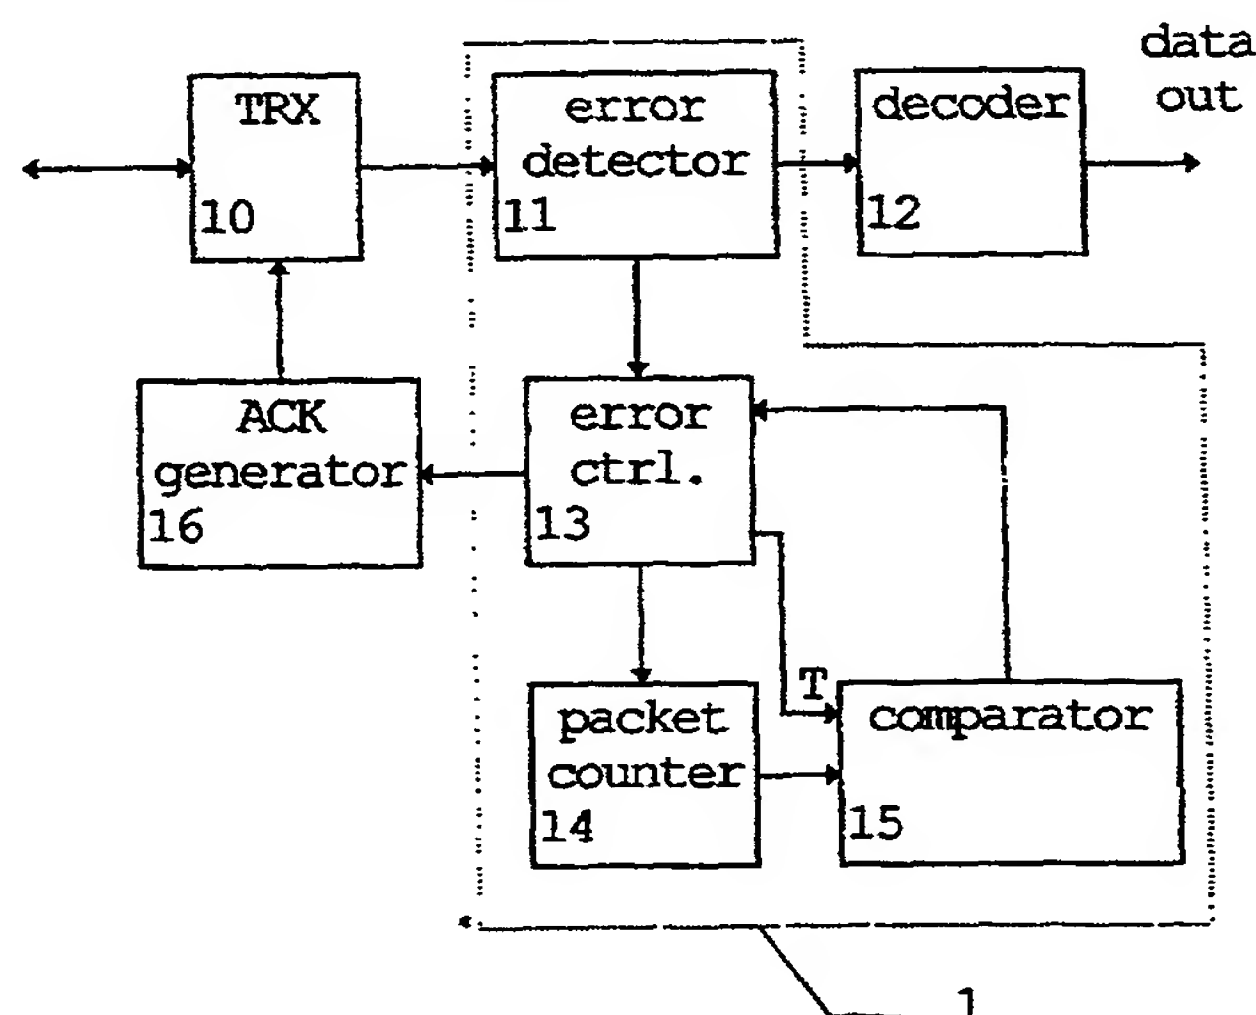 data
out
TRX
10
error
detector
11
decoder
12
ACK
generator
16
error
ctrl.
13
T
packet
counter
14
comparator
15
1